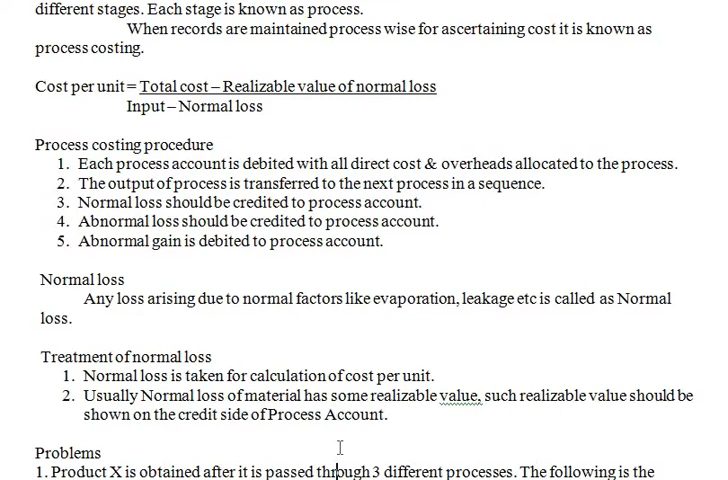 different stages. Each stage is known as process.
When records are maintained process wise for ascertaining cost it is known as
process costing.
Cost per unit = Total cost – Realizable value of normal loss
Input – Normal loss
Process costing procedure
1. Each process account is debited with all direct cost & overheads allocated to the process.
2. The output of process is transferred to the next process in a sequence.
3. Normal loss should be credited to process account.
4. Abnormal loss should be credited to process account.
5. Abnormal gain is debited to process account.
Normal loss
Any loss arising due to normal factors like evaporation, leakage etc is called as Normal
loss.
Treatment of normal loss
1. Normal loss is taken for calculation of cost per unit.
2. Usually Normal loss of material has some realizable value, such realizable value should be
shown on the credit side of Process Account.
Problems
1. Product X is obtained after it is passed through 3 different processes. The following is the